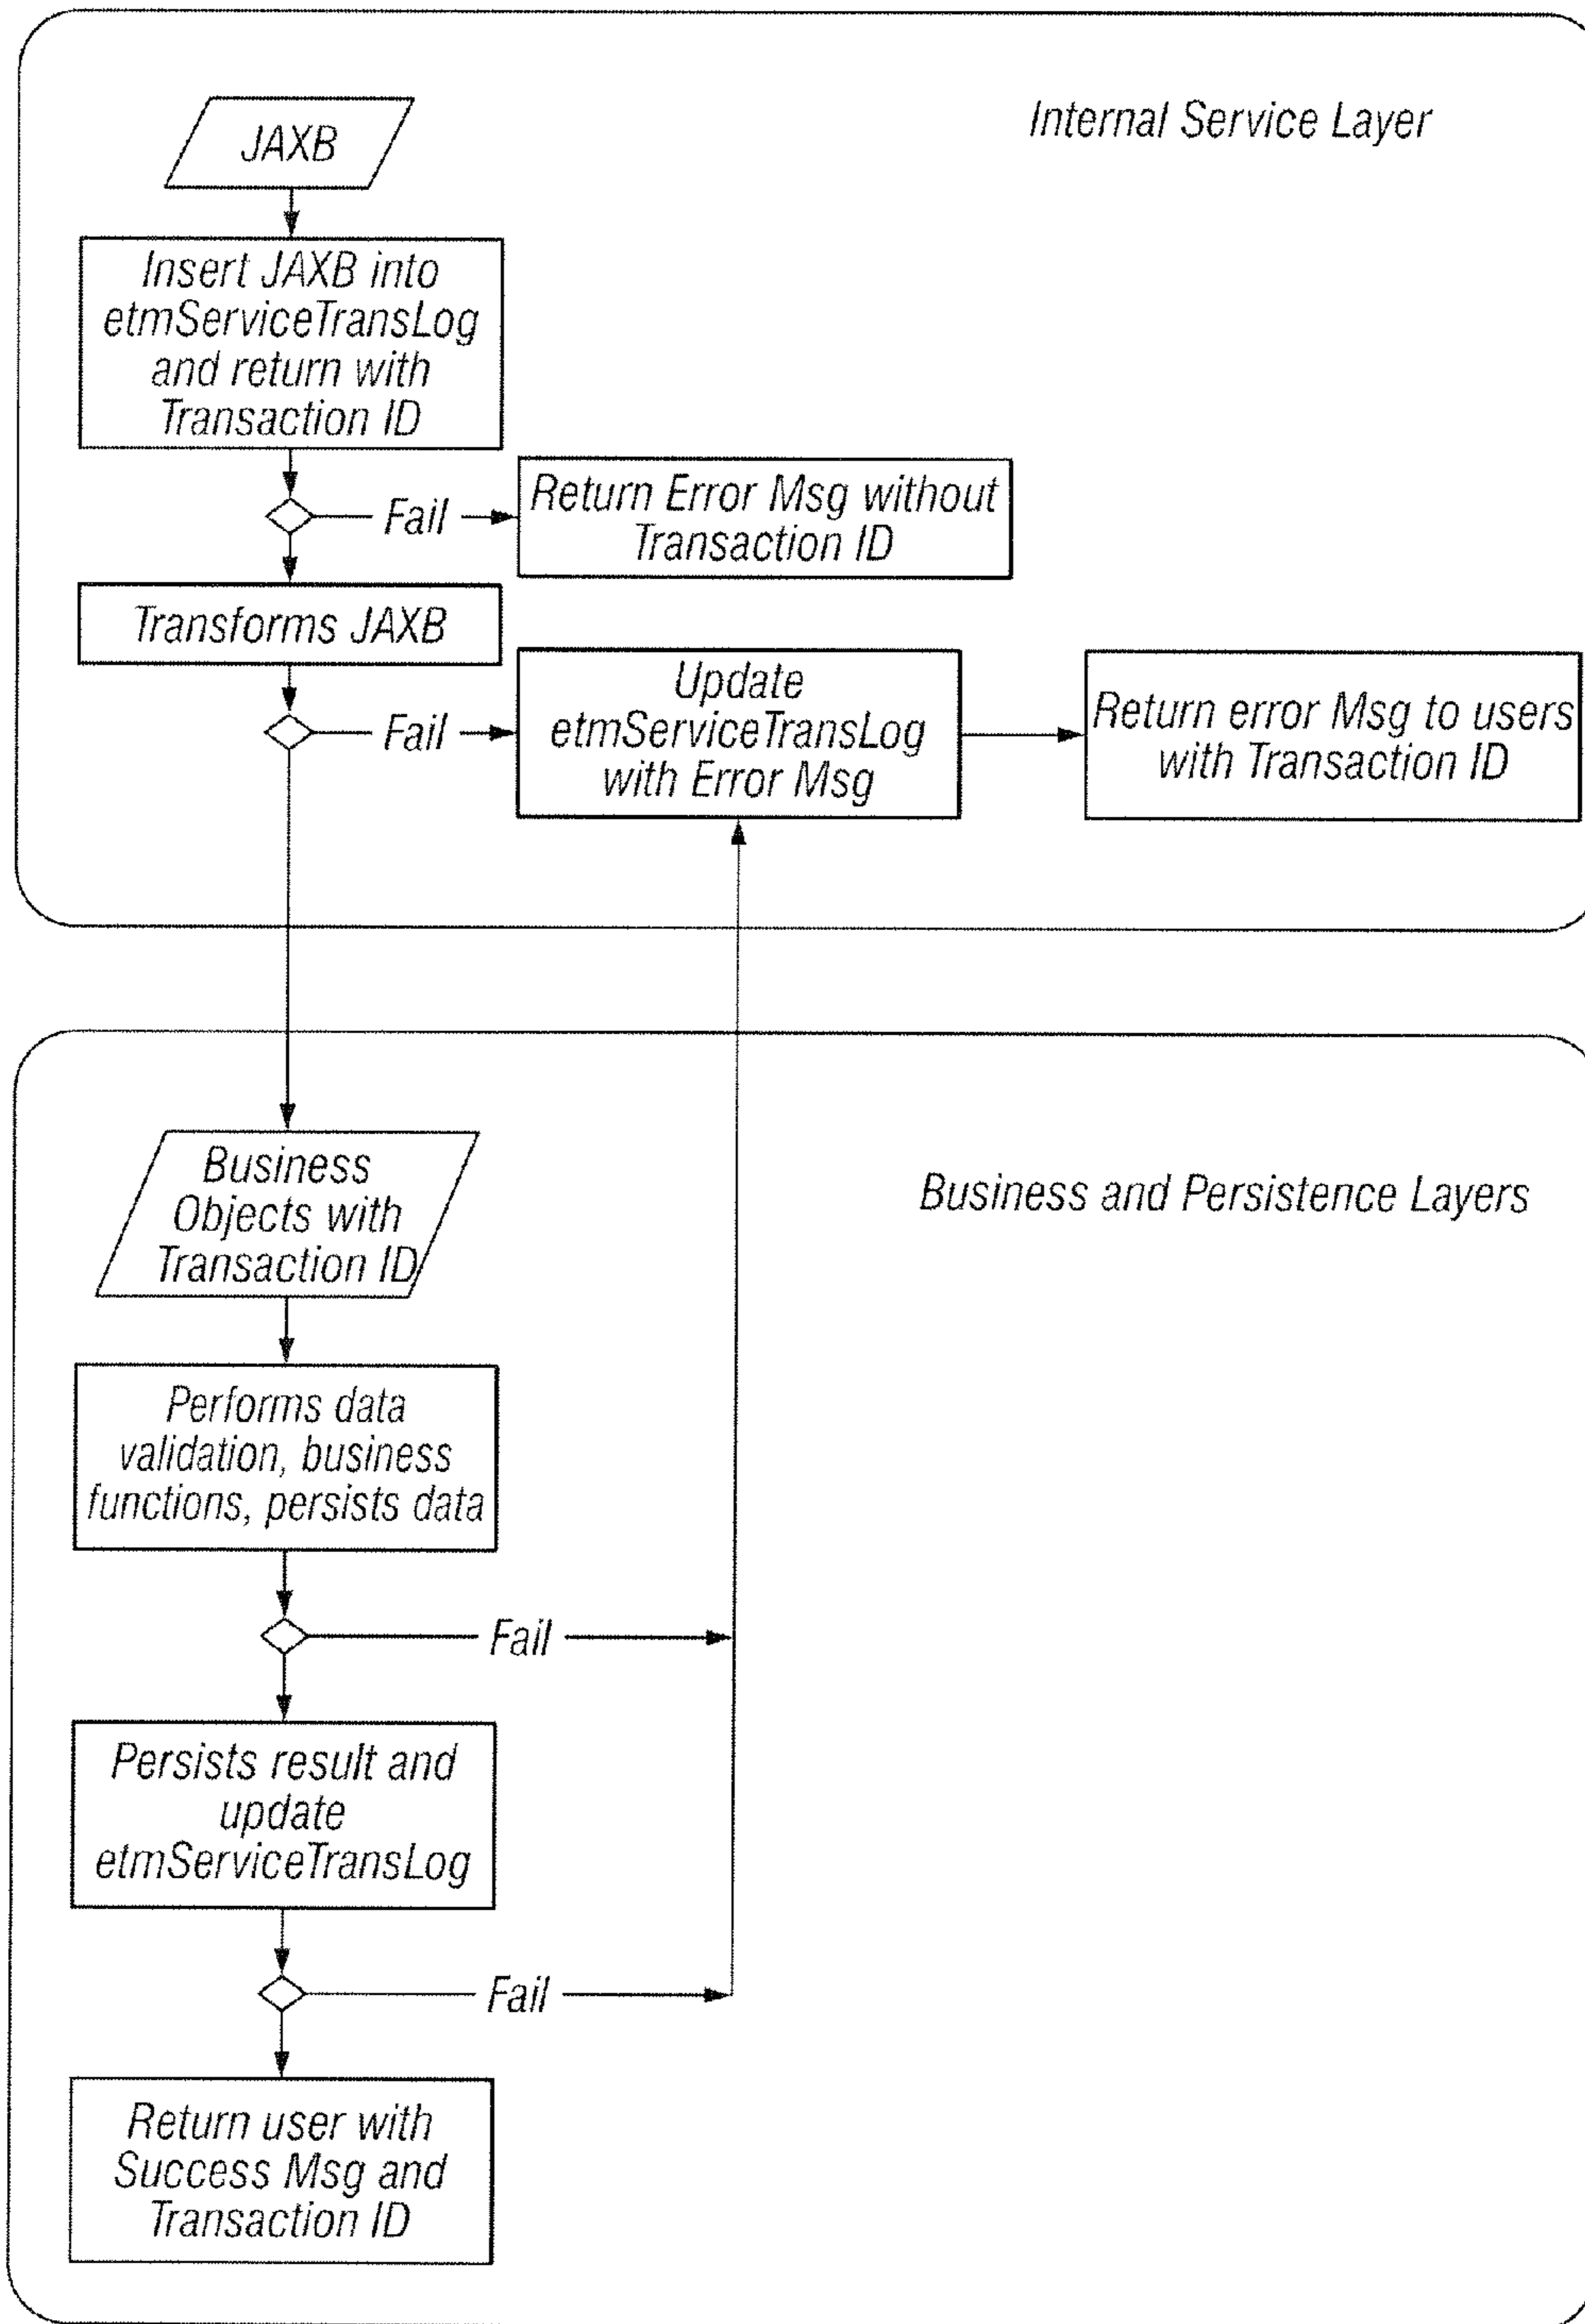 Internal Service Layer
JAXB
Insert JAXB into
etmServiceTransLog
and return with
Transaction ID
Fail
Return Error Msg without
Transaction ID
Transforms JAXB
Fail
Update
etmServiceTransLog
with Error Msg
Return error Msg to users
with Transaction ID
Business and Persistence Layers
Business
Objects with
Transaction ID
Performs data
validation, business
functions, persists data
Fail
Persists result and
update
etmServiceTransLog
Fail
Return user with
Success Msg and
Transaction ID